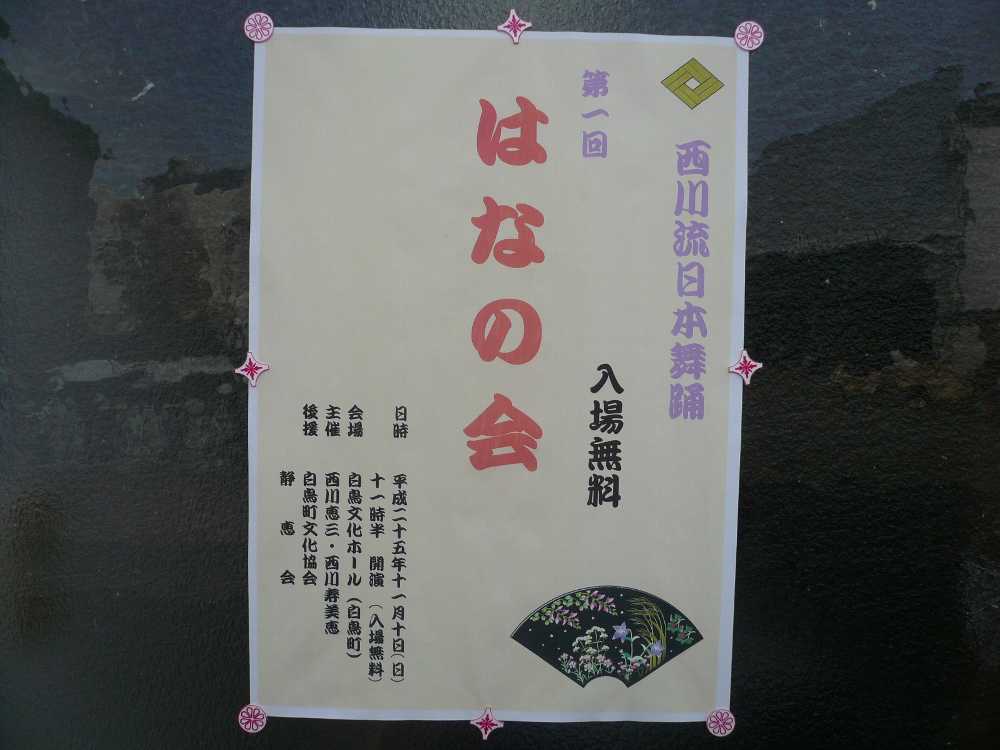 西川流日本舞踊
第一回
入場無料
はなの会
日時 平成二十五年十一月十日(日)
十一時半 開演 (入場無料)
会場 白鳥文化ホール(白鳥町)
主催 西川恵三・西川寿美恵
後援 白鳥町文化協会
静恵会